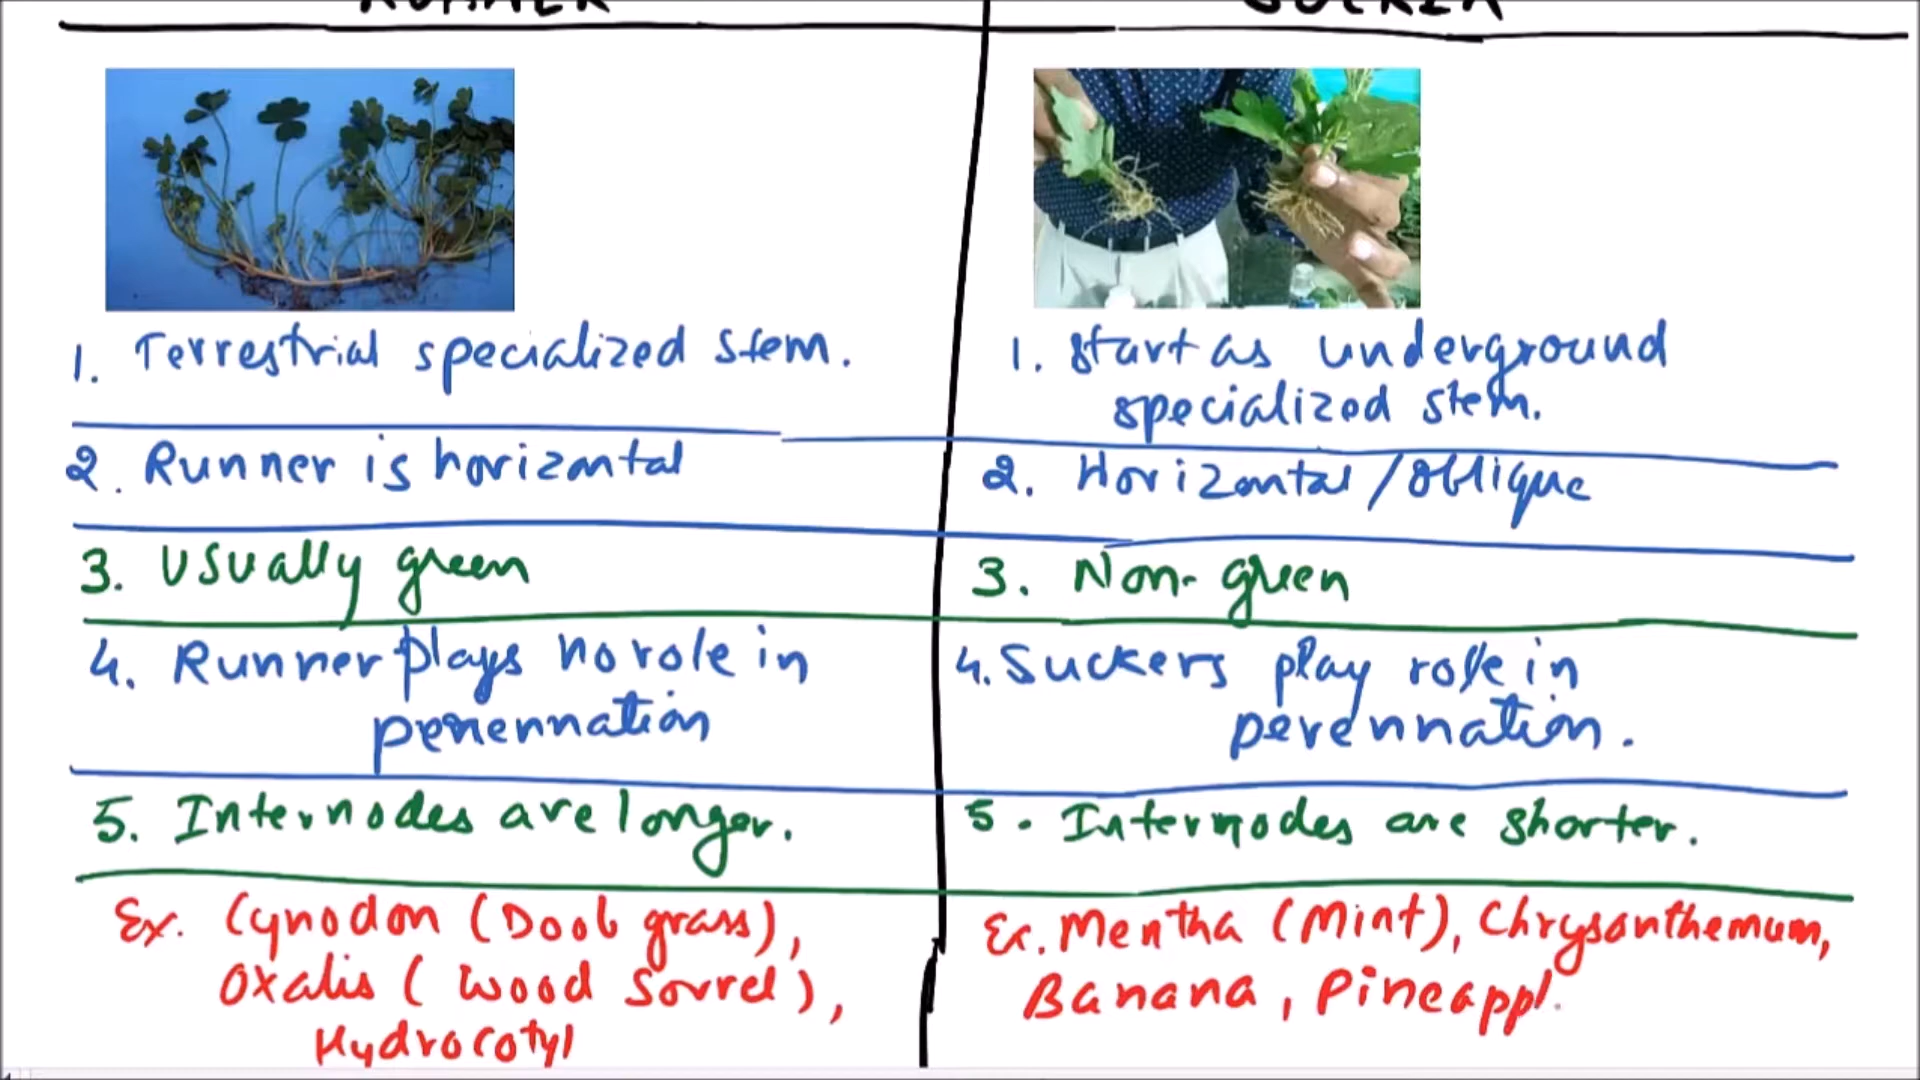 1. Terrestrial specialized stem.
2. Runner is horizontal
3. Usually green
4. Runner plays no role in
perennation
5. Internodes are longer.
Ex. Cynodon (Doob grass),
Oxalis (Wood Sorrel),
Hydrocotyl
1. Start as underground
specialized stem.
2. Horizontal/oblique
3. Non-green
4. Suckers play role in
perennation.
5. Internodes are shorter.
Ex. Mentha (Mint), Chrysanthemum,
Banana, Pineappl.